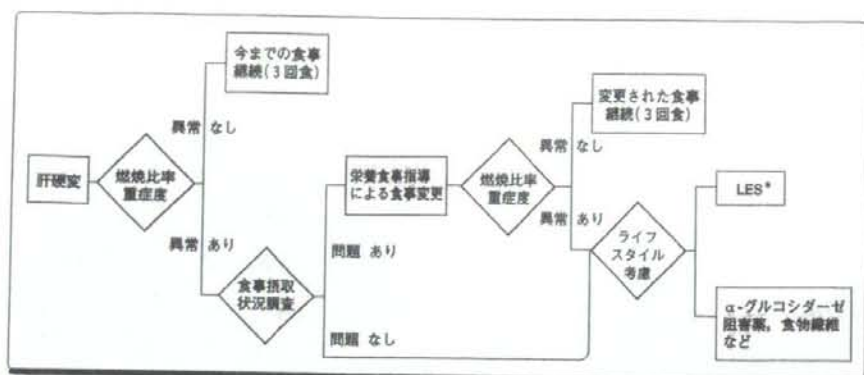 今までの食事
継続(3回食)
変更された食事
継続(3回食)
異常 なし
異常 なし
肝硬変
燃焼比率
重症度
栄養食事指導
による食事変更
燃焼比率
重症度
LES*
異常 あり
異常 あり
ライフ
スタイル
考慮
問題 あり
食事摂取
状況調査
α-グルコシダーゼ
阻害薬，食物繊維
など
問題 なし